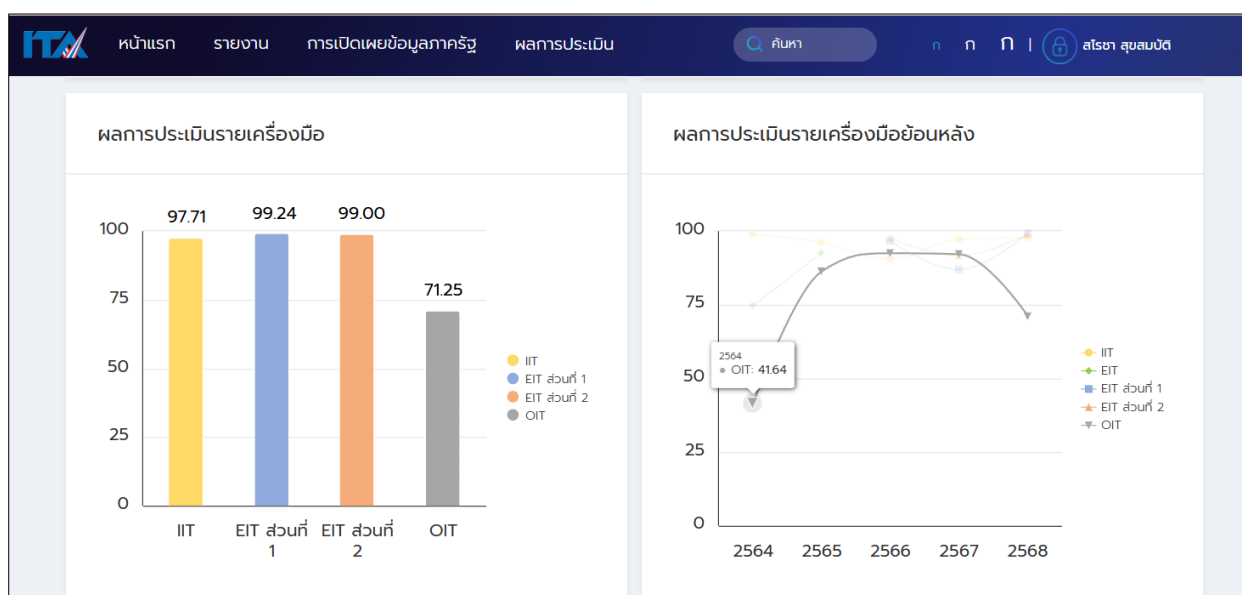 ITA หน้าแรก รายงาน การเปิดเผยข้อมูลภาครัฐ ผลการประเมิน ค้นหา ก ก ก | สโรชา สุขสมบัติ
ผลการประเมินรายเครื่องมือ
97.71 99.24 99.00 71.25
100
75
50
25
0
IIT EIT ส่วนที่ 1 EIT ส่วนที่ 2 OIT
IIT
EIT ส่วนที่ 1
EIT ส่วนที่ 2
OIT
ผลการประเมินรายเครื่องมือย้อนหลัง
100
75
50
25
0
2564
OIT: 41.64
2564 2565 2566 2567 2568
IIT
EIT
EIT ส่วนที่ 1
EIT ส่วนที่ 2
OIT